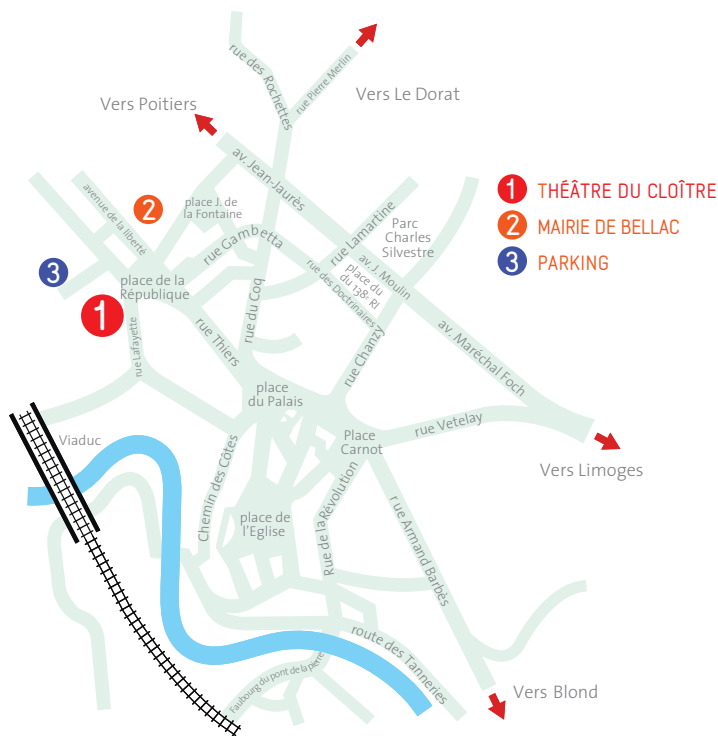 rue des Rochettes
rue Pierre Merlin
Vers Le Dorat
Vers Poitiers
av. Jean-Jaurès
1 THÉÂTRE DU CLOÎTRE
2 MAIRIE DE BELLAC
3 PARKING
avenue de la liberté
2
place J. de
la Fontaine
rue Gambetta
rue Lamartine
Parc
Charles
Silvestre
av. J. Moulin
place du
du 138e RI
rue des Doctrinaires
3
place de la
République
1
rue Lafayette
rue Thiers
rue du Coq
rue Chanzy
av. Maréchal Foch
place
du Palais
Place
Carnot
rue Vetelay
Vers Limoges
Viaduc
Chemin des Côtes
place de
l'Eglise
Rue de la Révolution
rue Armand Barbès
route des Tanneries
Faubourg du pont de la pierre
Vers Blond